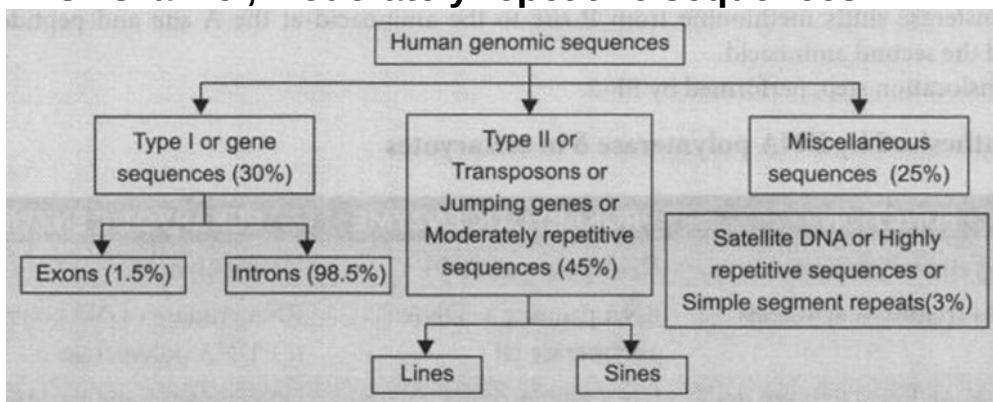 Human genomic sequences
Type I or gene
sequences (30%)
Type II or
Transposons or
Jumping genes or
Moderately repetitive
sequences (45%)
Miscellaneous
sequences (25%)
Exons (1.5%)
Introns (98.5%)
Satellite DNA or Highly
repetitive sequences or
Simple segment repeats(3%)
Lines
Sines